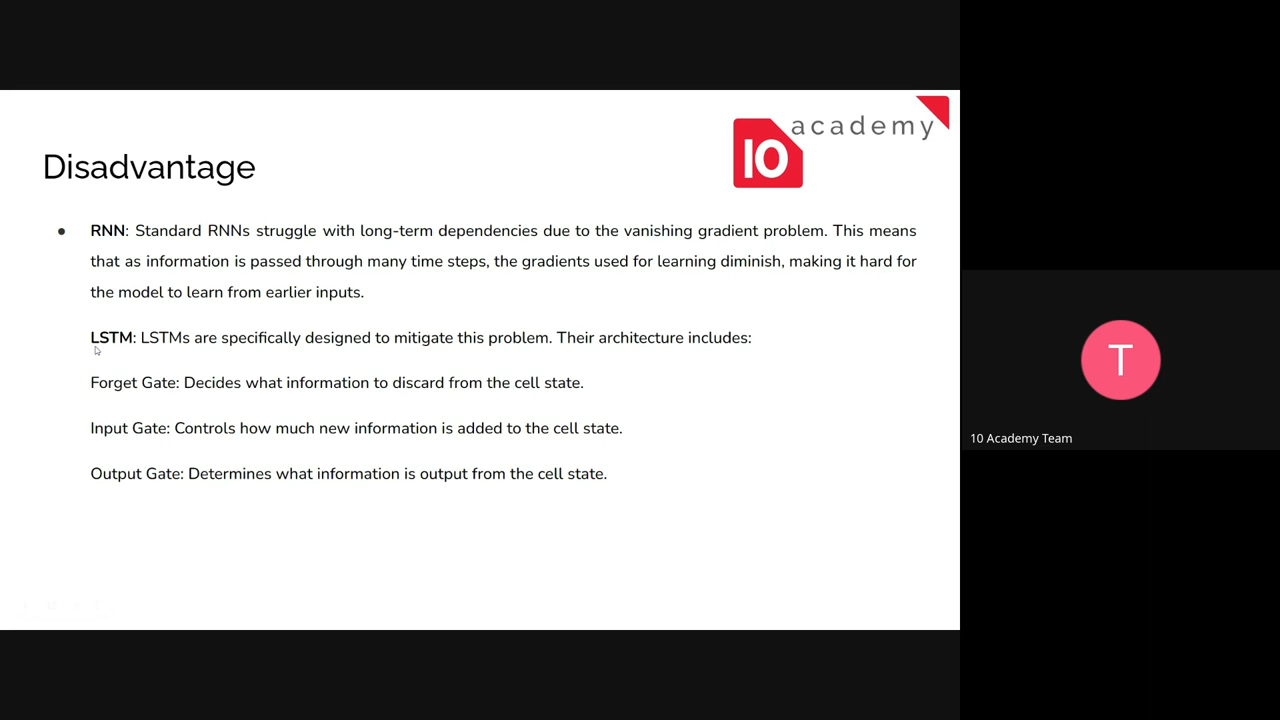 academy
10
Disadvantage
● RNN: Standard RNNs struggle with long-term dependencies due to the vanishing gradient problem. This means
that as information is passed through many time steps, the gradients used for learning diminish, making it hard for
the model to learn from earlier inputs.
LSTM: LSTMs are specifically designed to mitigate this problem. Their architecture includes:
Forget Gate: Decides what information to discard from the cell state.
Input Gate: Controls how much new information is added to the cell state.
Output Gate: Determines what information is output from the cell state.
T
10 Academy Team